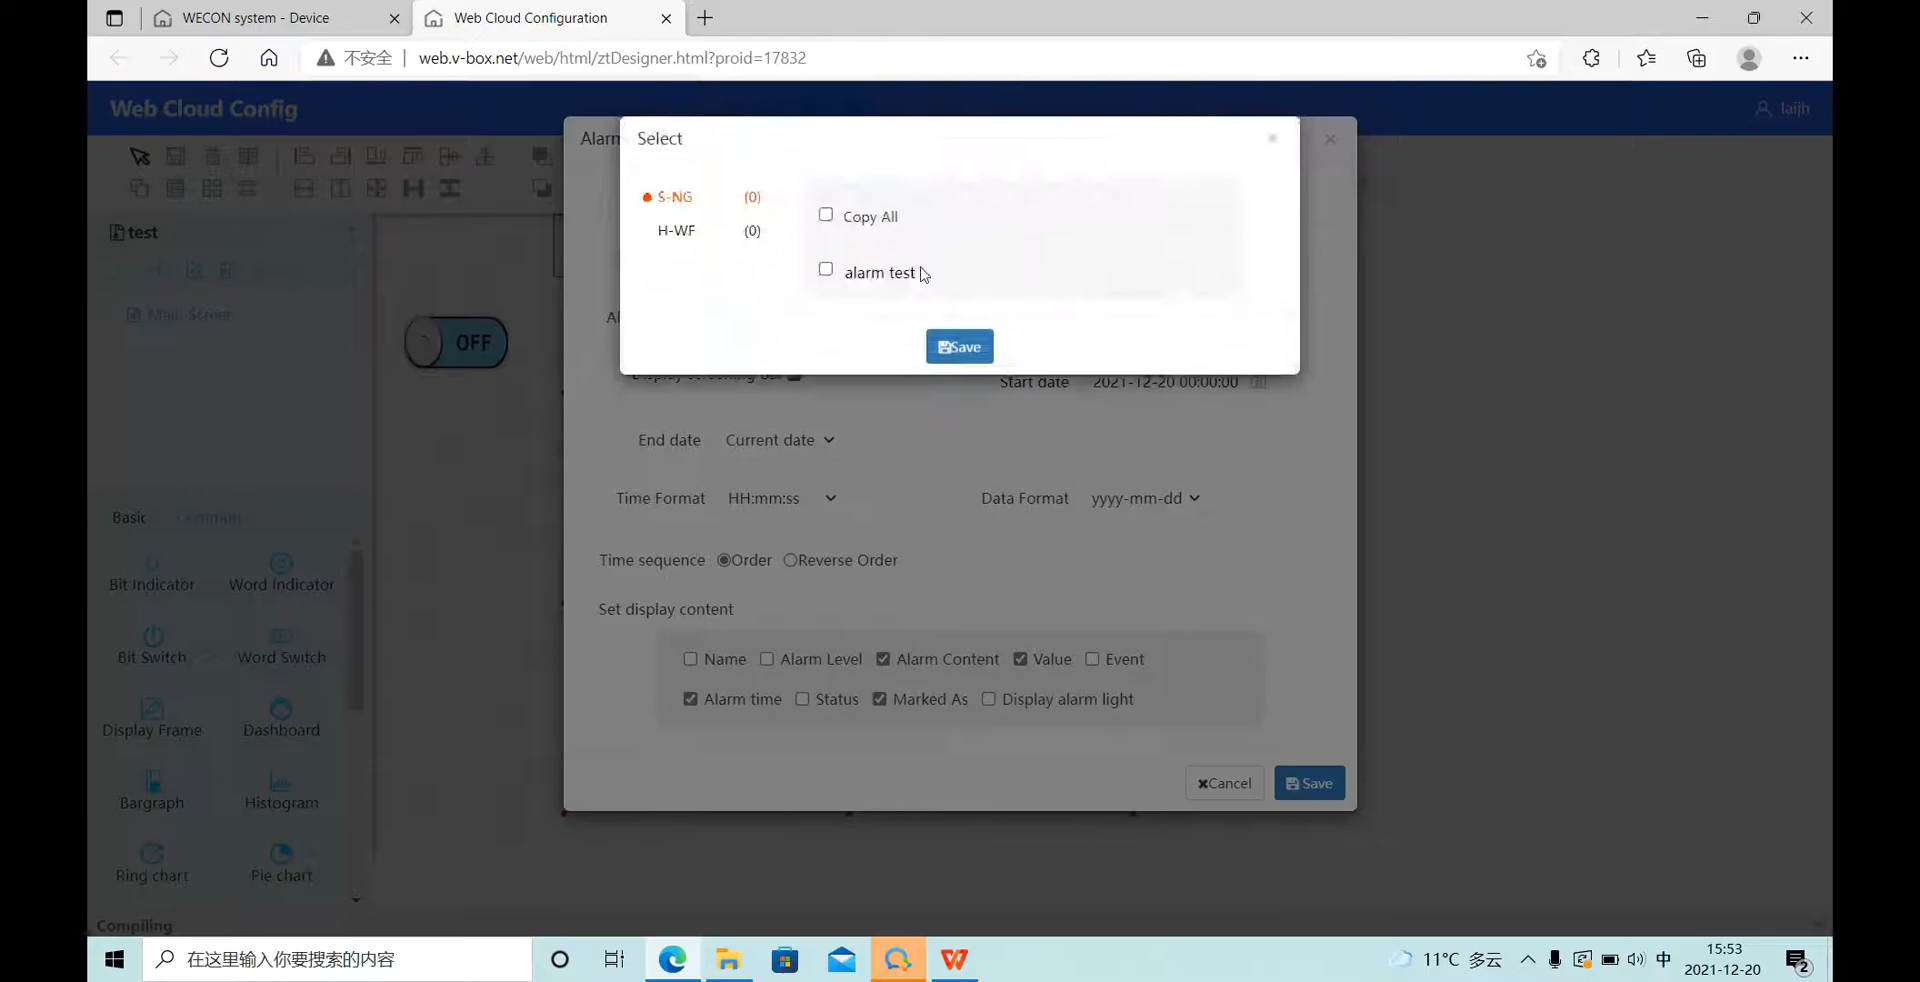 WECON system - Device
Web Cloud Configuration
不安全 web.v-box.net/web/html/ztDesigner.html?proid=17832
Web Cloud Config
laijh
Alarm
Select
S-NG (0)
H-WF (0)
Copy All
alarm test
Save
test
Main Screen
OFF
Start date 2021-12-20 00:00:00
End date Current date
Time Format HH:mm:ss
Data Format yyyy-mm-dd
Time sequence Order Reverse Order
Set display content
Name Alarm Level Alarm Content Value Event
Alarm time Status Marked As Display alarm light
Cancel Save
Basic Common
Bit Indicator Word Indicator
Bit Switch Word Switch
Display Frame Dashboard
Bargraph Histogram
Ring chart Pie chart
Compiling
在这里输入你要搜索的内容
11°C 多云
中
15:53
2021-12-20
2